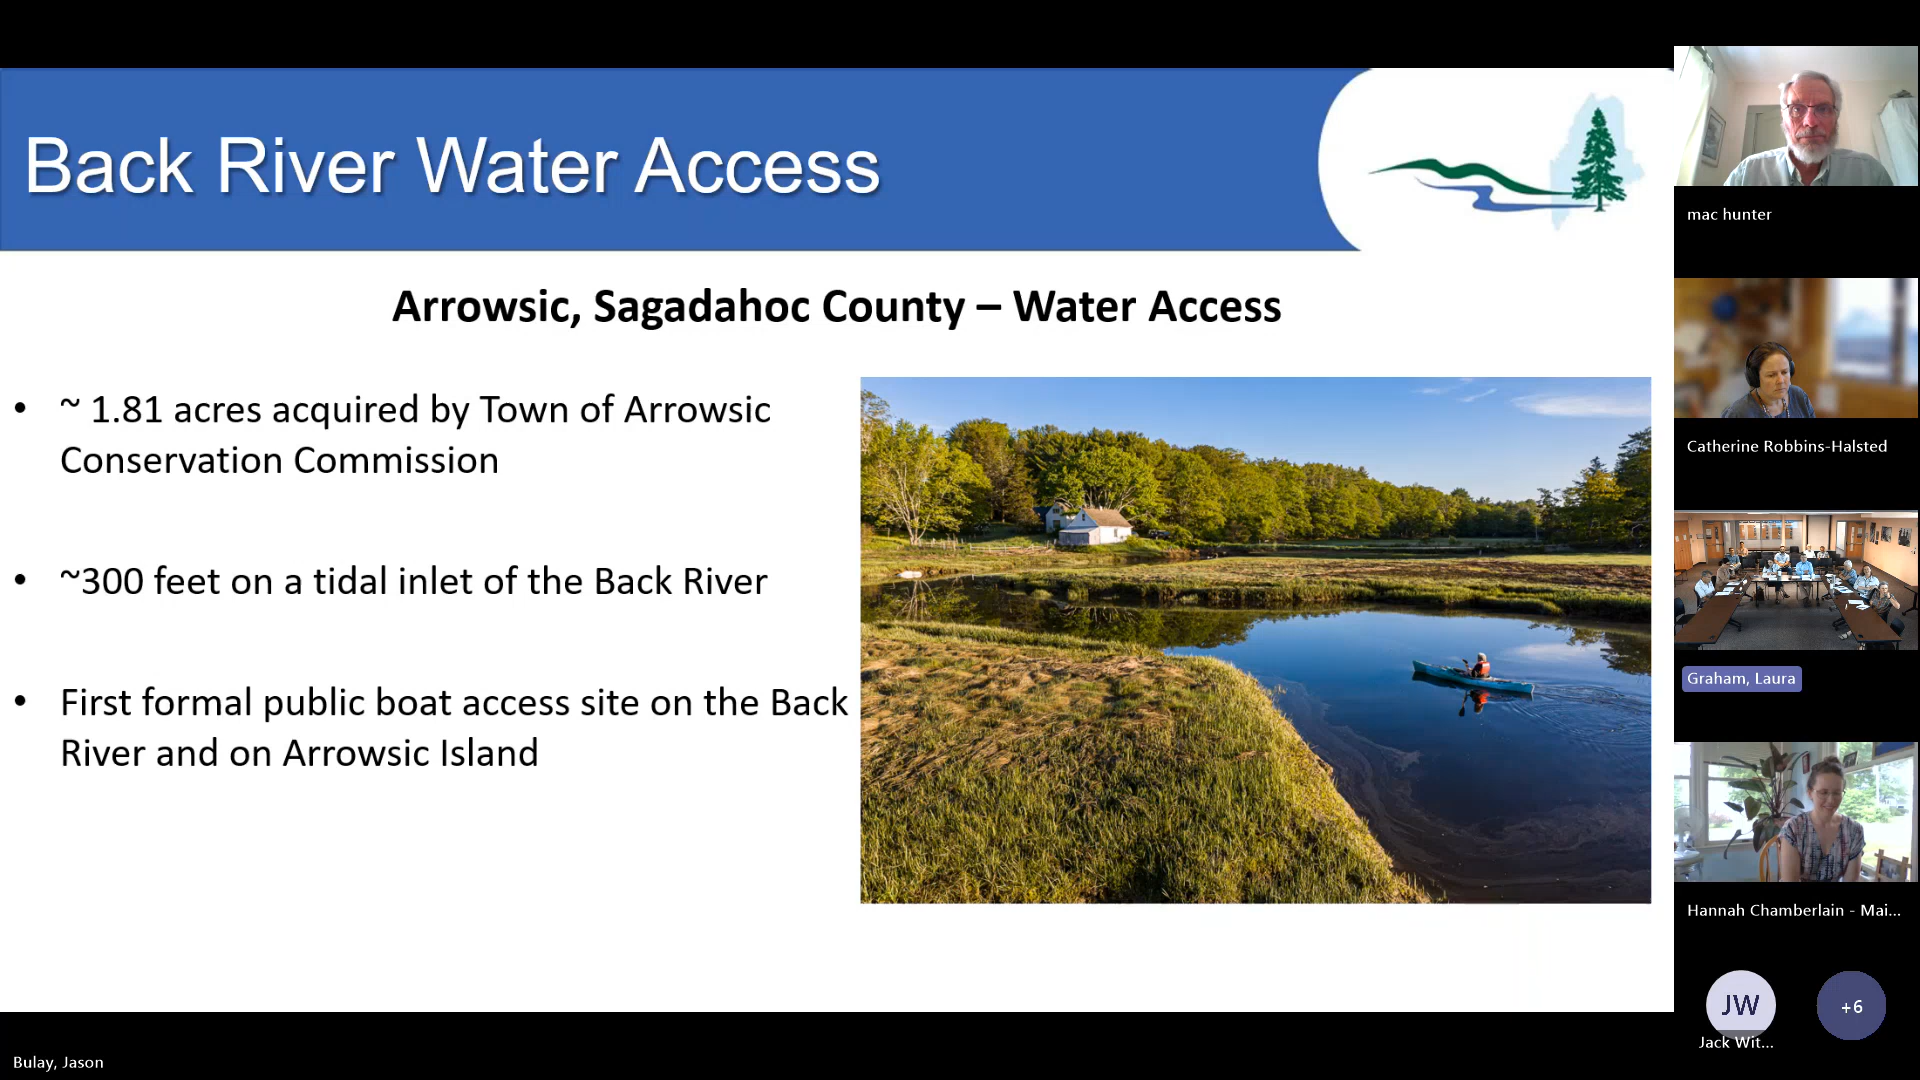 Back River Water Access
Arrowsic, Sagadahoc County – Water Access
• ~ 1.81 acres acquired by Town of Arrowsic
Conservation Commission
• ~300 feet on a tidal inlet of the Back River
• First formal public boat access site on the Back
River and on Arrowsic Island
mac hunter
Catherine Robbins-Halsted
Graham, Laura
Hannah Chamberlain - Mai...
JW
+6
Jack Wit...
Bulay, Jason